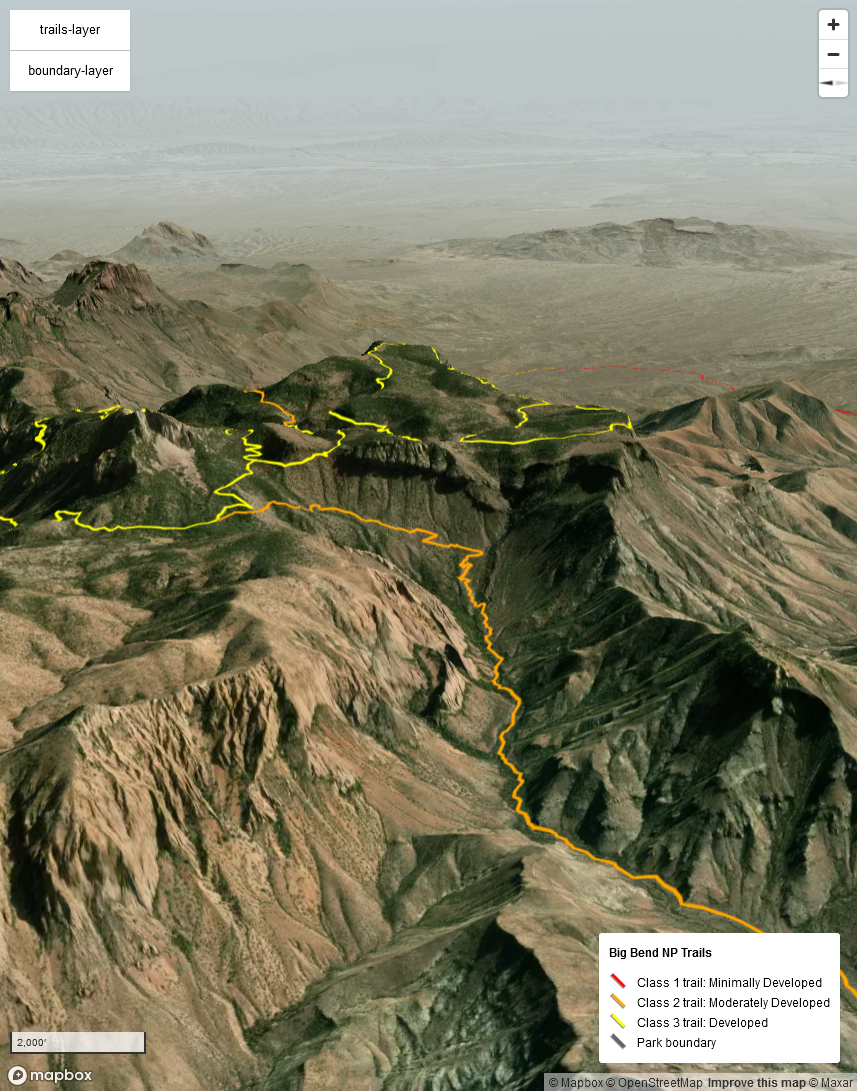 trails-layer
boundary-layer
Big Bend NP Trails
Class 1 trail: Minimally Developed
Class 2 trail: Moderately Developed
Class 3 trail: Developed
Park boundary
2,000'
mapbox
© Mapbox © OpenStreetMap Improve this map © Maxar